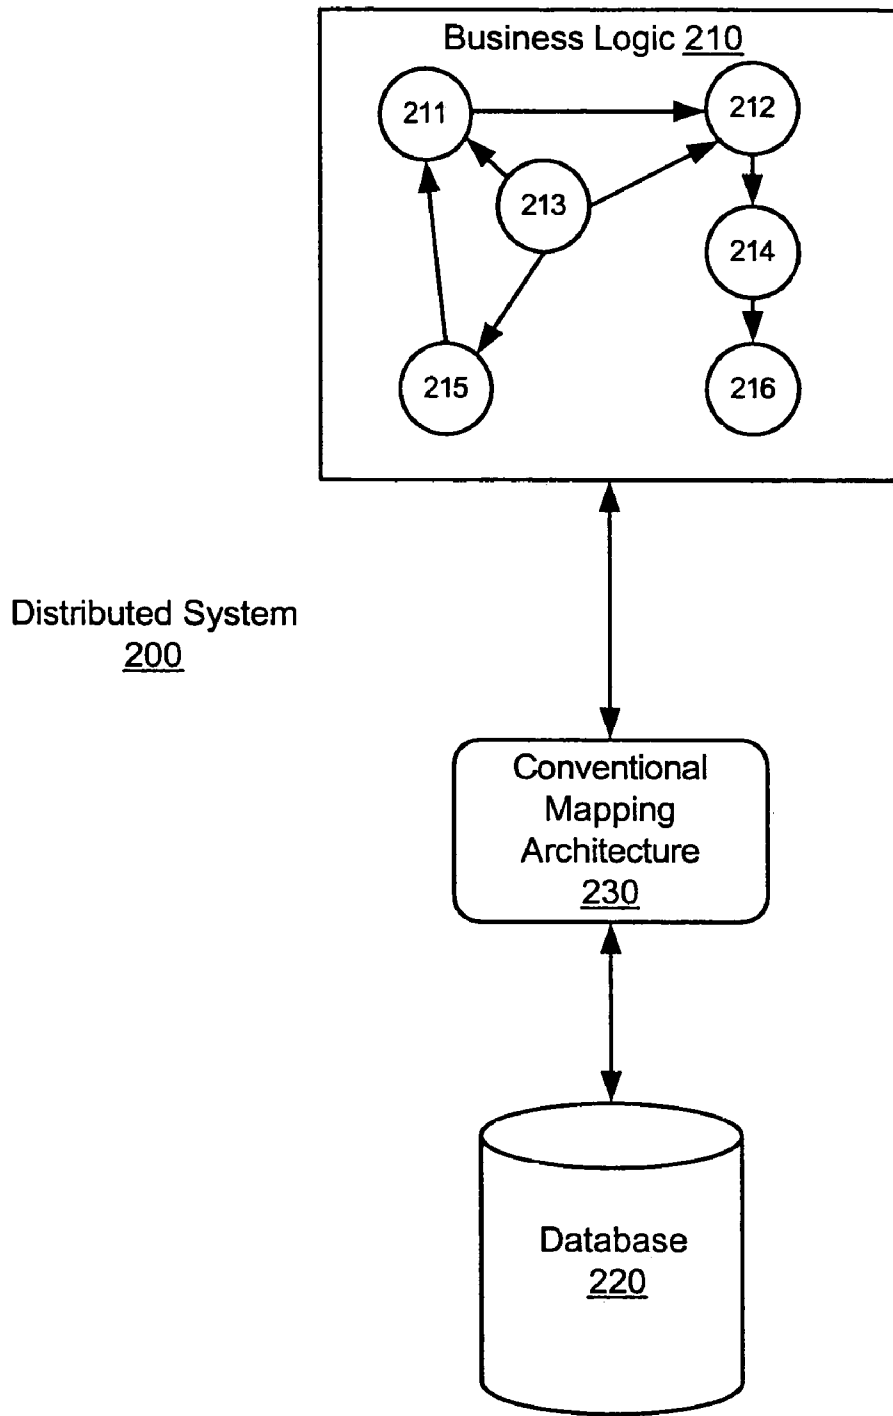 Business Logic 210
211
212
213
214
215
216
Distributed System
200
Conventional
Mapping
Architecture
230
Database
220